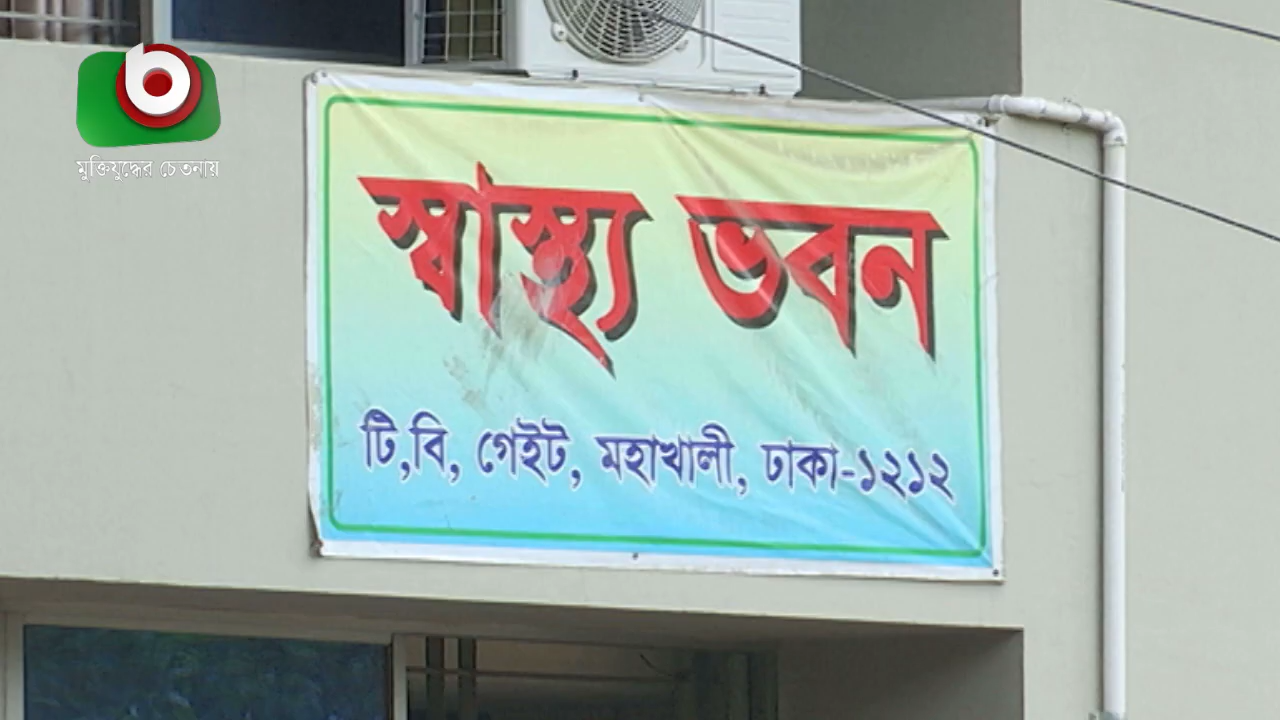 মুক্তিযুদ্ধের চেতনায়
স্বাস্থ্য ভবন
টি,বি, গেইট, মহাখালী, ঢাকা-১২১২